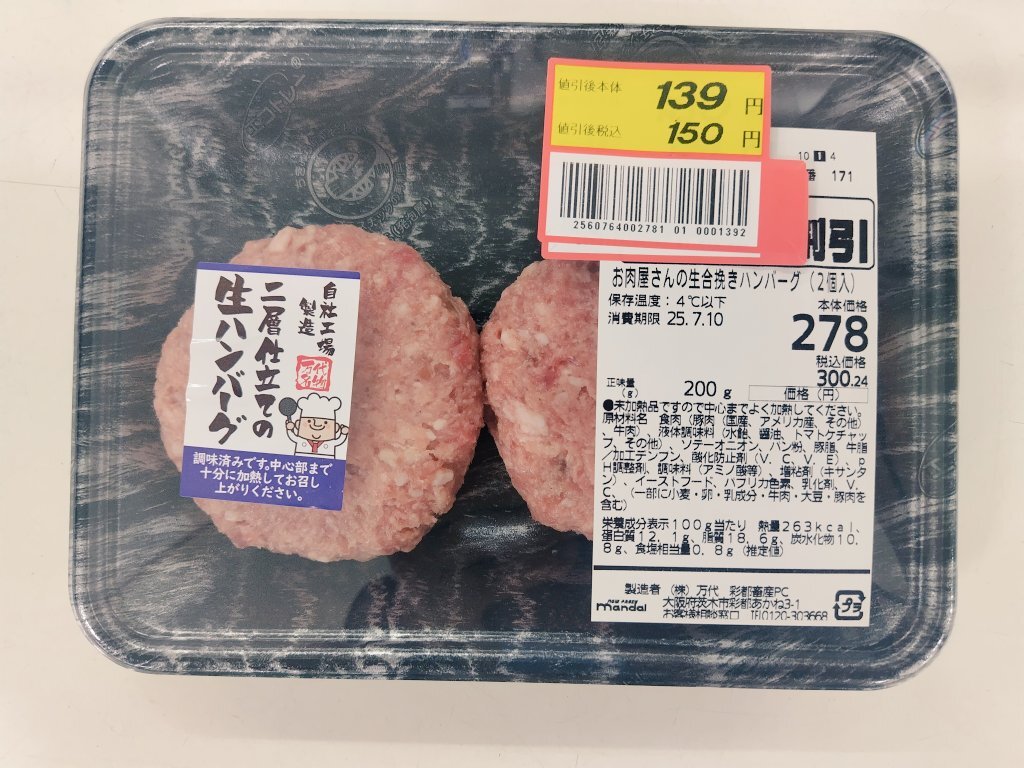 値引後本体 139 円
値引後税込 150 円
2560764002781 01 0001392
10 1 4
番 171
割引
お肉屋さんの生合挽きハンバーグ(2個入)
保存温度:4℃以下
消費期限 25.7.10
本体価格
278
税込価格
300.24
正味量(g) 200g
価格(円)
●未加熱品ですので中心までよく加熱してください。
原材料名 食肉(豚肉(国産、アメリカ産、その他)
、牛肉)、液体調味料(水飴、醤油、トマトケチャッ
プ、その他)、ソテーオニオン、パン粉、豚脂、牛脂
/加工デンプン、酸化防止剤(V.C、V.E)、p
H調整剤、調味料(アミノ酸等)、増粘剤(キサンタ
ン)、イーストフード、パプリカ色素、乳化剤、V.
C、(一部に小麦・卵・乳成分・牛肉・大豆・豚肉を
含む)
栄養成分表示100g当たり 熱量263kcal、
蛋白質12.1g、脂質18.6g、炭水化物10.
8g、食塩相当量0.8g(推定値)
製造者 (株)万代 彩都畜産PC
大阪府茨木市彩都あかね3-1
お客様相談窓口 TEL0120-303668
mandai
プラ
自社工場
製造
二層仕立ての
生ハンバーグ
調味済みです。中心部まで
十分に加熱してお召し
上がりください。